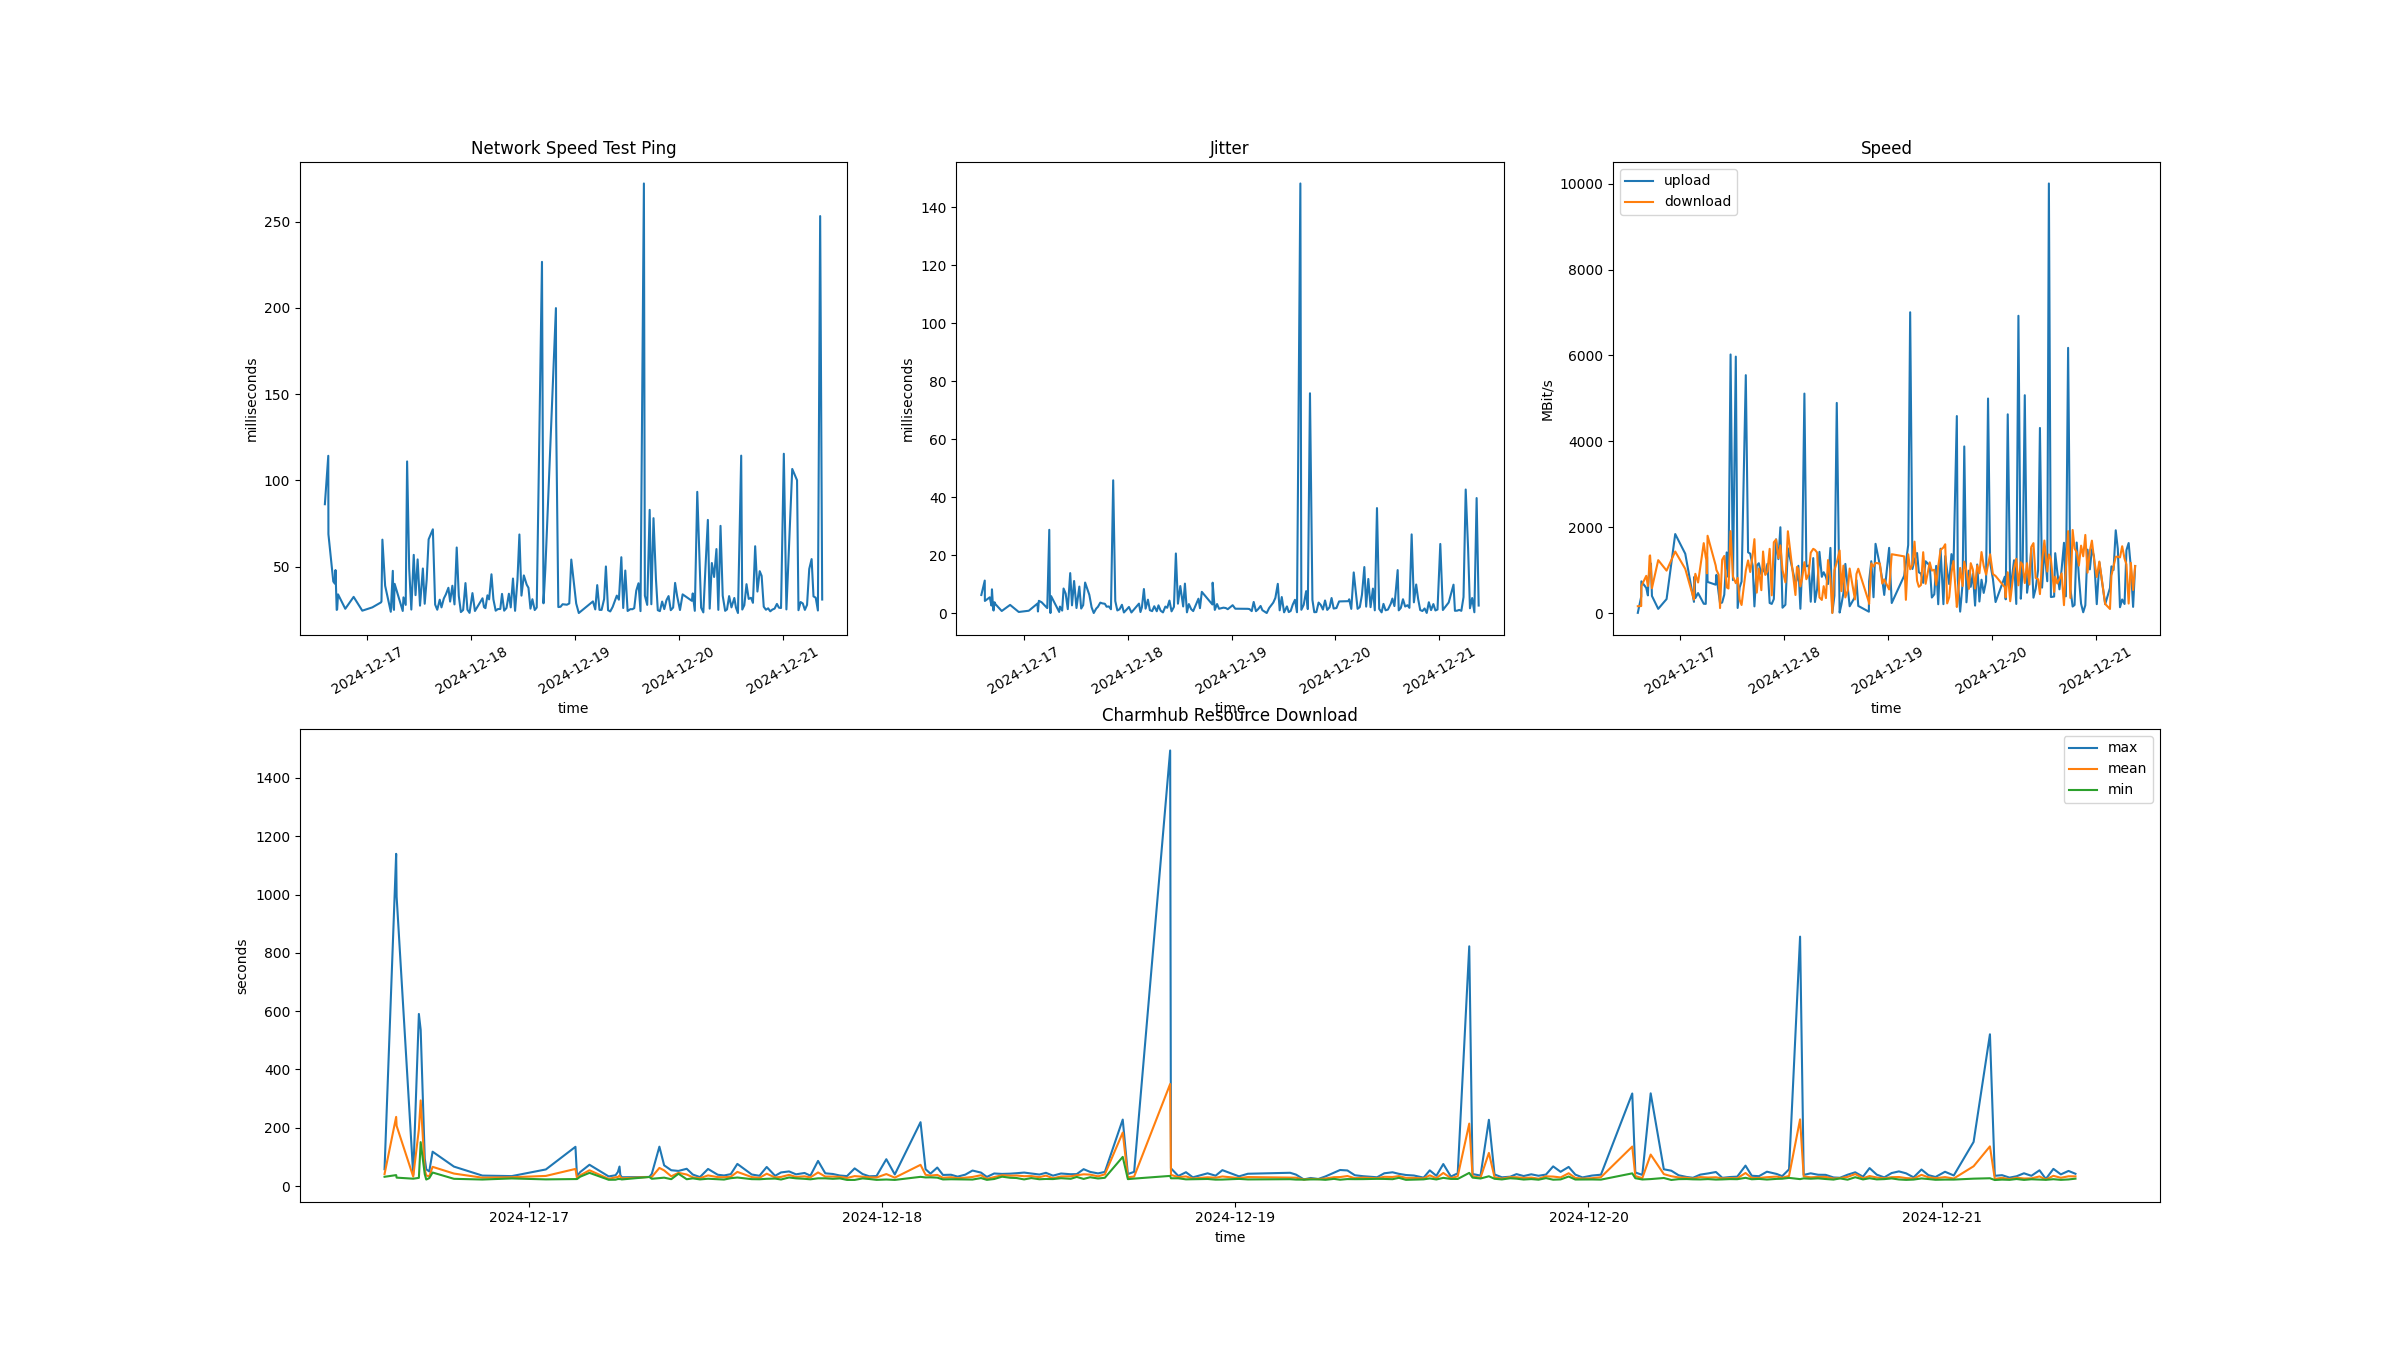 Network Speed Test Ping
250
200
150
100
50
milliseconds
2024-12-17
2024-12-18
2024-12-19
2024-12-20
2024-12-21
time
Jitter
140
120
100
80
60
40
20
0
milliseconds
2024-12-17
2024-12-18
2024-12-19
2024-12-20
2024-12-21
time
Speed
upload
download
10000
8000
6000
4000
2000
0
MBit/s
2024-12-17
2024-12-18
2024-12-19
2024-12-20
2024-12-21
time
Charmhub Resource Download
max
mean
min
1400
1200
1000
800
600
400
200
0
seconds
2024-12-17
2024-12-18
2024-12-19
2024-12-20
2024-12-21
time